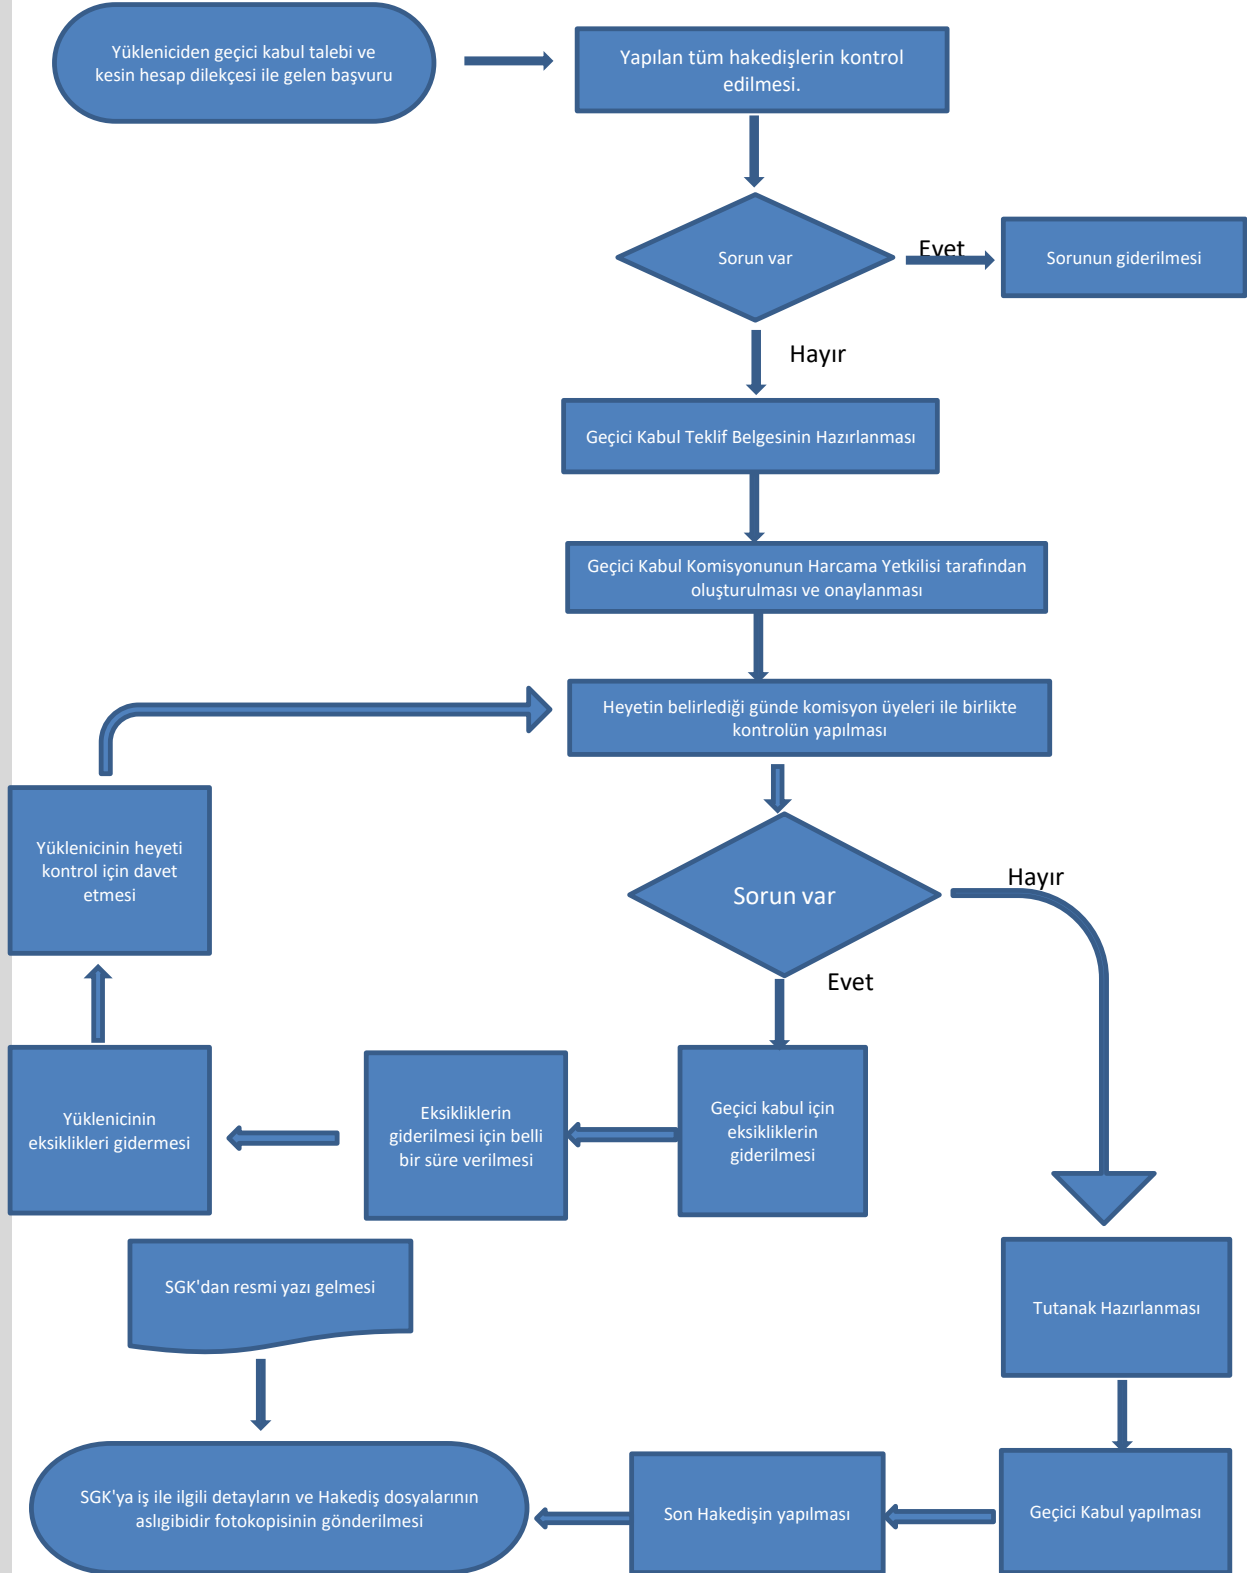 Yükleniciden geçici kabul talebi ve
kesin hesap dilekçesi ile gelen başvuru
Yapılan tüm hakedişlerin kontrol
edilmesi.
Sorun var
Evet
Sorunun giderilmesi
Hayır
Geçici Kabul Teklif Belgesinin Hazırlanması
Geçici Kabul Komisyonunun Harcama Yetkilisi tarafından
oluşturulması ve onaylanması
Heyetin belirlediği günde komisyon üyeleri ile birlikte
kontrolün yapılması
Yüklenicinin heyeti
kontrol için davet
etmesi
Sorun var
Hayır
Evet
Geçici kabul için
eksikliklerin
giderilmesi
Eksikliklerin
giderilmesi için belli
bir süre verilmesi
Yüklenicinin
eksiklikleri gidermesi
SGK'dan resmi yazı gelmesi
Tutanak Hazırlanması
Geçici Kabul yapılması
Son Hakedişin yapılması
SGK'ya iş ile ilgili detayların ve Hakediş dosyalarının
aslıgibidir fotokopisinin gönderilmesi